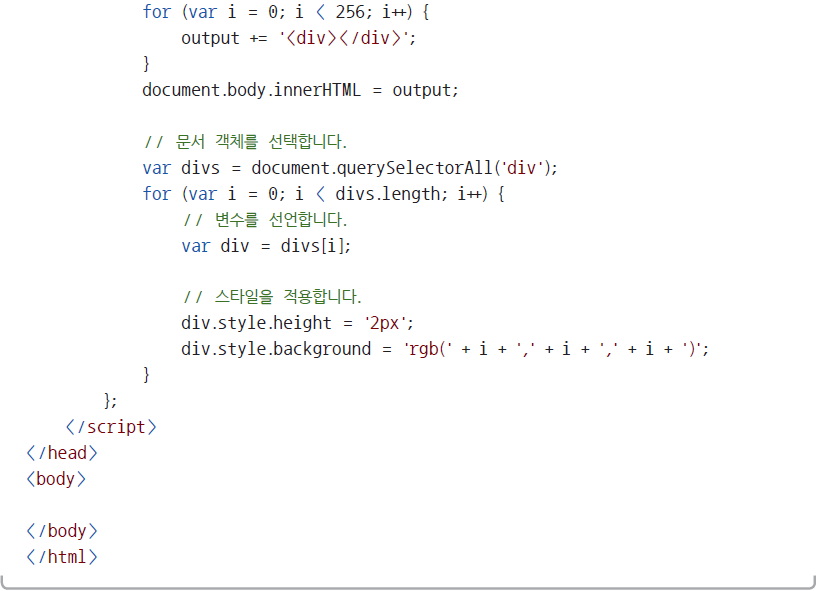 for (var i = 0; i < 256; i++) {
output += '<div></div>';
}
document.body.innerHTML = output;
// 문서 객체를 선택합니다.
var divs = document.querySelectorAll('div');
for (var i = 0; i < divs.length; i++) {
// 변수를 선언합니다.
var div = divs[i];
// 스타일을 적용합니다.
div.style.height = '2px';
div.style.background = 'rgb(' + i + ',' + i + ',' + i + ')';
}
};
</script>
</head>
<body>
</body>
</html>